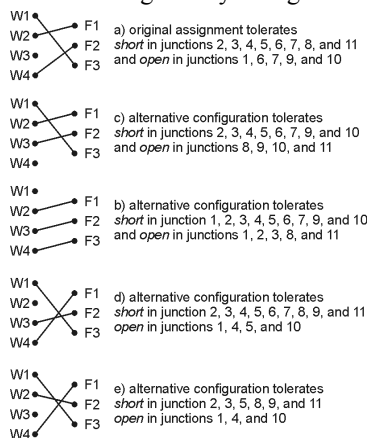 W1
W2
W3
W4
F1
F2
F3
a) original assignment tolerates
short in junctions 2, 3, 4, 5, 6, 7, 8, and 11
and open in junctions 1, 6, 7, 9, and 10
W1
W2
W3
W4
F1
F2
F3
c) alternative configuration tolerates
short in junctions 2, 3, 4, 5, 6, 7, 9, and 10
and open in junctions 8, 9, 10, and 11
W1
W2
W3
W4
F1
F2
F3
b) alternative configuration tolerates
short in junction 1, 2, 3, 4, 5, 6, 7, 9, and 10
and open in junctions 1, 2, 3, 8, and 11
W1
W2
W3
W4
F1
F2
F3
d) alternative configuration tolerates
short in junction 2, 3, 4, 5, 6, 7, 8, 9, and 11
open in junctions 1, 4, 5, and 10
W1
W2
W3
W4
F1
F2
F3
e) alternative configuration tolerates
short in junction 2, 3, 5, 8, 9, and 11
open in junctions 1, 4, and 10